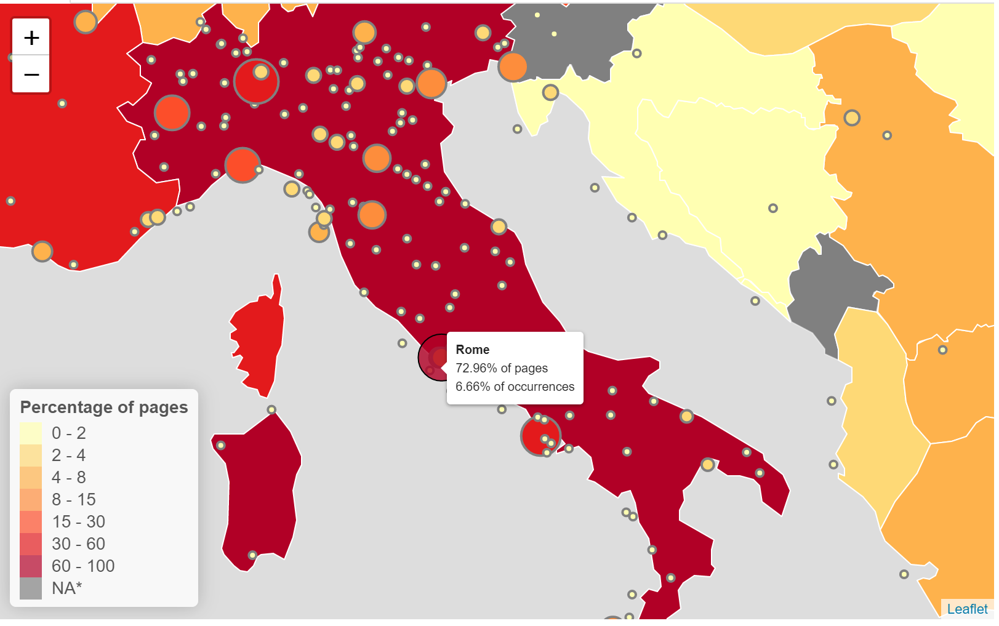 +
−
Rome
72.96% of pages
6.66% of occurrences
Percentage of pages
0 - 2
2 - 4
4 - 8
8 - 15
15 - 30
30 - 60
60 - 100
NA*
Leaflet